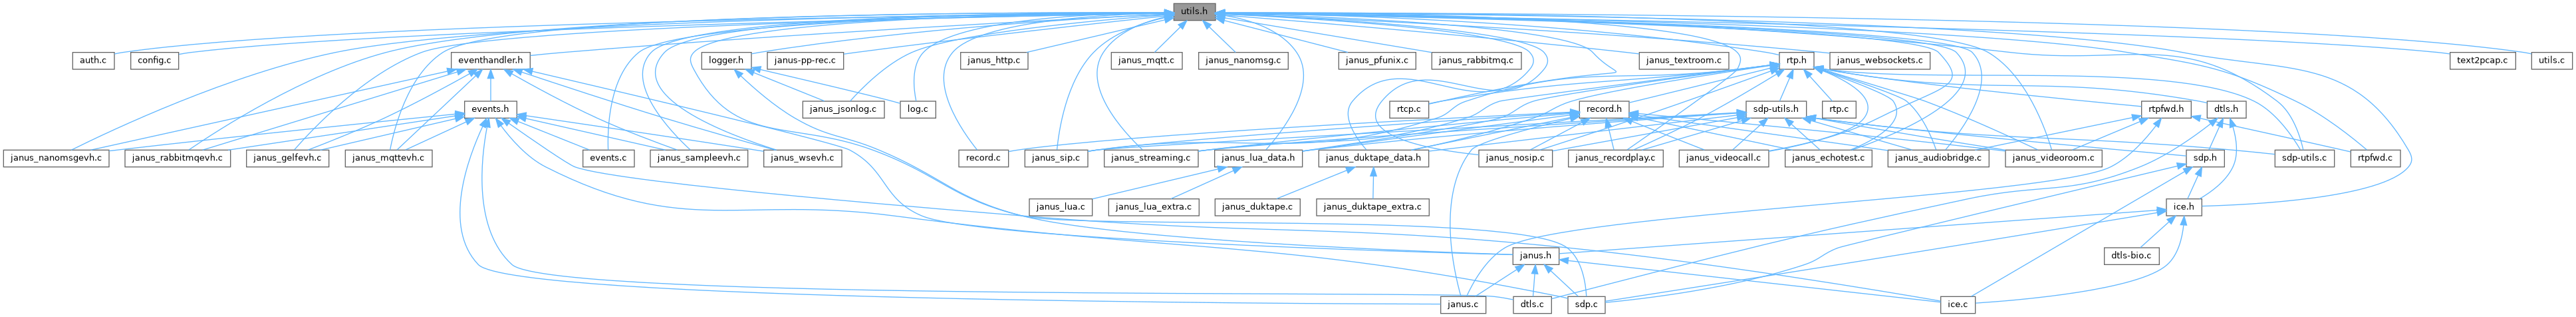 utils.h
auth.c
config.c
eventhandler.h
logger.h
janus-pp-rec.c
janus_http.c
janus_mqtt.c
janus_nanomsg.c
janus_pfunix.c
janus_rabbitmq.c
janus_textroom.c
rtp.h
janus_websockets.c
text2pcap.c
utils.c
events.h
janus_jsonlog.c
log.c
rtcp.c
record.h
sdp-utils.h
rtp.c
rtpfwd.h
dtls.h
janus_nanomsgevh.c
janus_rabbitmqevh.c
janus_gelfevh.c
janus_mqttevh.c
events.c
janus_sampleevh.c
janus_wsevh.c
record.c
janus_sip.c
janus_streaming.c
janus_lua_data.h
janus_duktape_data.h
janus_nosip.c
janus_recordplay.c
janus_videocall.c
janus_echotest.c
janus_audiobridge.c
janus_videoroom.c
sdp.h
sdp-utils.c
rtpfwd.c
janus_lua.c
janus_lua_extra.c
janus_duktape.c
janus_duktape_extra.c
ice.h
janus.h
dtls-bio.c
janus.c
dtls.c
sdp.c
ice.c